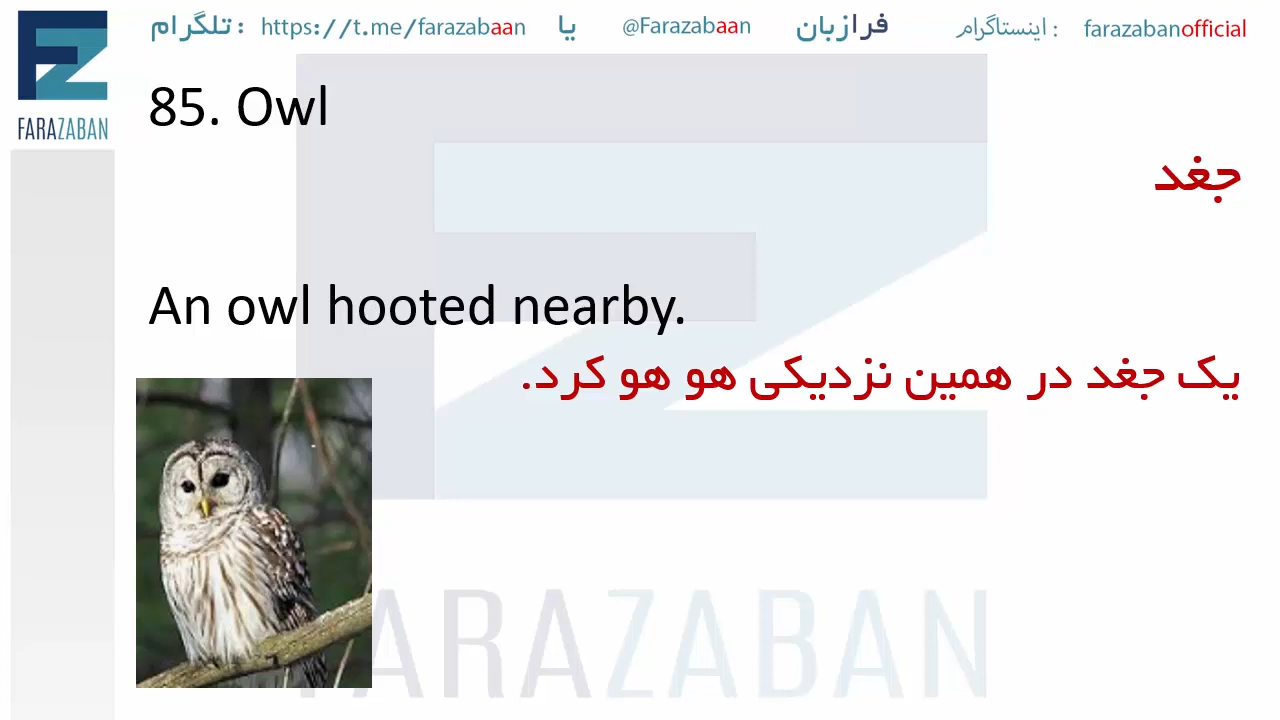 تلگرام : https://t.me/farazabaan یا @Farazabaan فرازبان اینستاگرام : farazabanofficial
FZ
FARAZABAN
85. Owl
جغد
An owl hooted nearby.
یک جغد در همین نزدیکی هو هو کرد.
FARAZABAN